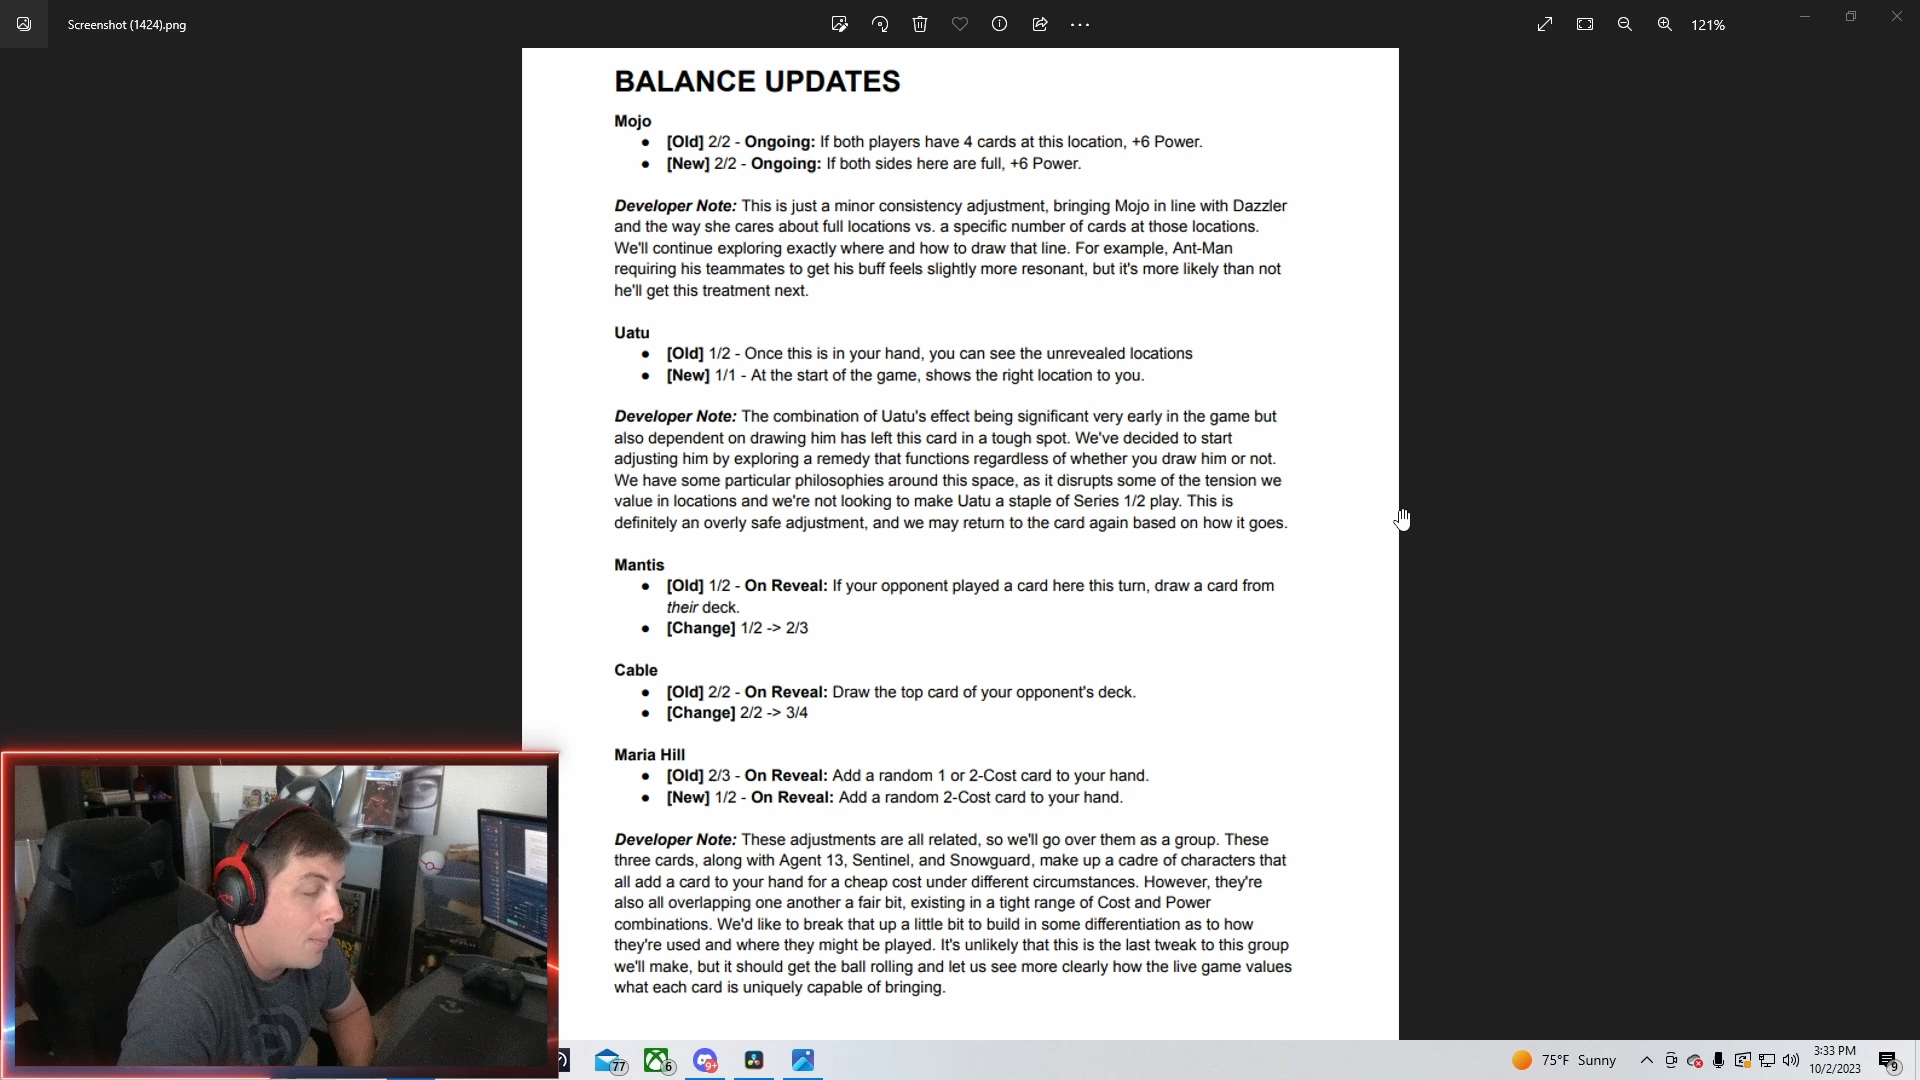 Screenshot (1424).png
121%
BALANCE UPDATES
Mojo
● [Old] 2/2 - Ongoing: If both players have 4 cards at this location, +6 Power.
● [New] 2/2 - Ongoing: If both sides here are full, +6 Power.
Developer Note: This is just a minor consistency adjustment, bringing Mojo in line with Dazzler
and the way she cares about full locations vs. a specific number of cards at those locations.
We'll continue exploring exactly where and how to draw that line. For example, Ant-Man
requiring his teammates to get his buff feels slightly more resonant, but it's more likely than not
he'll get this treatment next.
Uatu
● [Old] 1/2 - Once this is in your hand, you can see the unrevealed locations
● [New] 1/1 - At the start of the game, shows the right location to you.
Developer Note: The combination of Uatu's effect being significant very early in the game but
also dependent on drawing him has left this card in a tough spot. We've decided to start
adjusting him by exploring a remedy that functions regardless of whether you draw him or not.
We have some particular philosophies around this space, as it disrupts some of the tension we
value in locations and we're not looking to make Uatu a staple of Series 1/2 play. This is
definitely an overly safe adjustment, and we may return to the card again based on how it goes.
Mantis
● [Old] 1/2 - On Reveal: If your opponent played a card here this turn, draw a card from
their deck.
● [Change] 1/2 -> 2/3
Cable
● [Old] 2/2 - On Reveal: Draw the top card of your opponent's deck.
● [Change] 2/2 -> 3/4
Maria Hill
● [Old] 2/3 - On Reveal: Add a random 1 or 2-Cost card to your hand.
● [New] 1/2 - On Reveal: Add a random 2-Cost card to your hand.
Developer Note: These adjustments are all related, so we'll go over them as a group. These
three cards, along with Agent 13, Sentinel, and Snowguard, make up a cadre of characters that
all add a card to your hand for a cheap cost under different circumstances. However, they're
also all overlapping one another a fair bit, existing in a tight range of Cost and Power
combinations. We'd like to break that up a little bit to build in some differentiation as to how
they're used and where they might be played. It's unlikely that this is the last tweak to this group
we'll make, but it should get the ball rolling and let us see more clearly how the live game values
what each card is uniquely capable of bringing.
77
6
9+
75°F Sunny
3:33 PM
10/2/2023
9